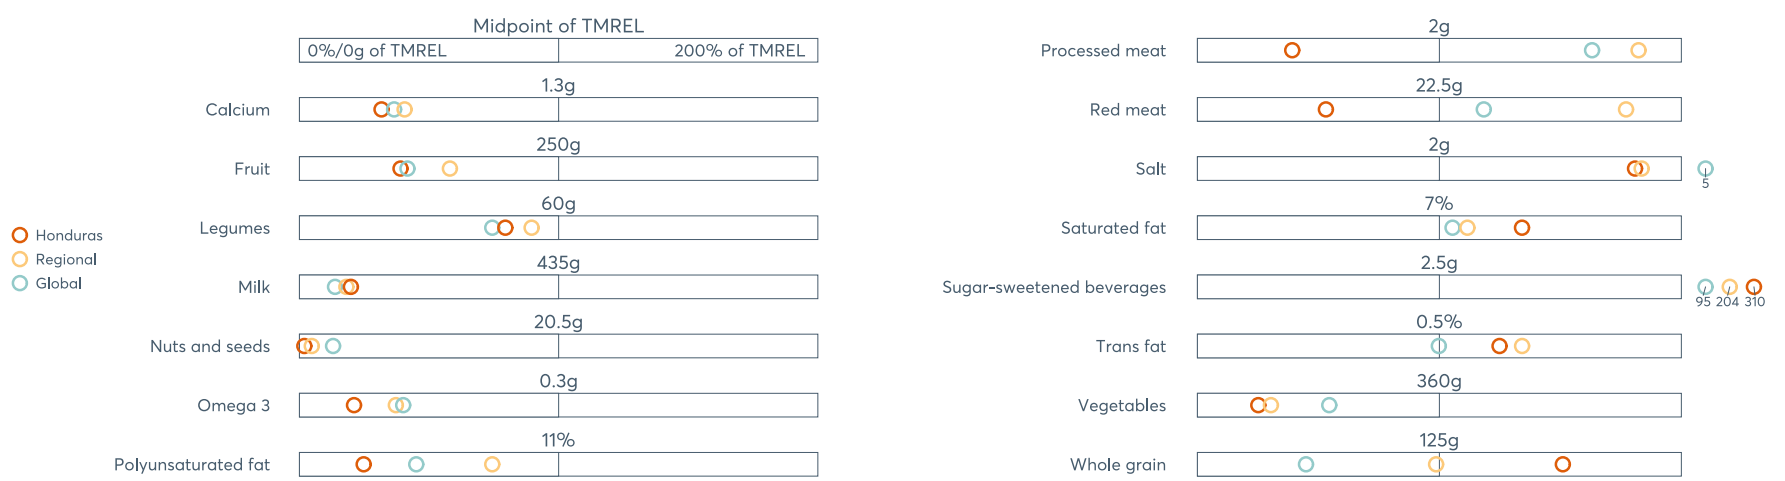 Midpoint of TMREL
0%/0g of TMREL 200% of TMREL
1.3g
Calcium
250g
Fruit
60g
Legumes
435g
Milk
20.5g
Nuts and seeds
0.3g
Omega 3
11%
Polyunsaturated fat
Honduras
Regional
Global
2g
Processed meat
22.5g
Red meat
2g
Salt
5
7%
Saturated fat
2.5g
Sugar-sweetened beverages
95 204 310
0.5%
Trans fat
360g
Vegetables
125g
Whole grain